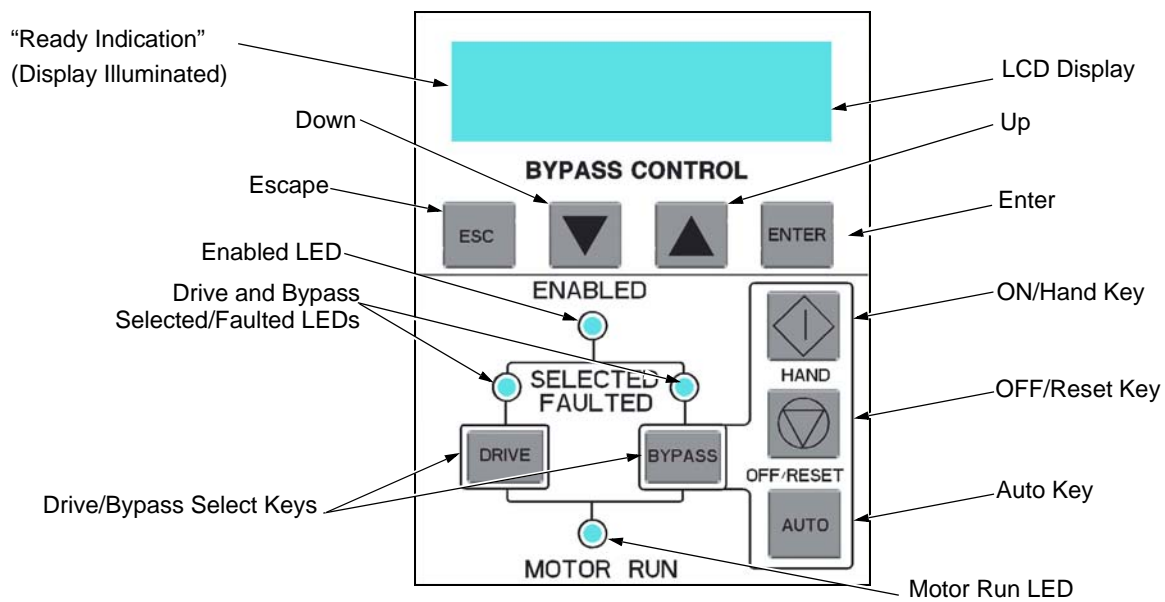 “Ready Indication”
(Display Illuminated)
LCD Display
Down
Up
BYPASS CONTROL
Escape
Enter
ESC
ENTER
Enabled LED
ENABLED
Drive and Bypass
Selected/Faulted LEDs
ON/Hand Key
SELECTED
FAULTED
HAND
OFF/Reset Key
DRIVE
BYPASS
OFF/RESET
Drive/Bypass Select Keys
Auto Key
AUTO
MOTOR RUN
Motor Run LED